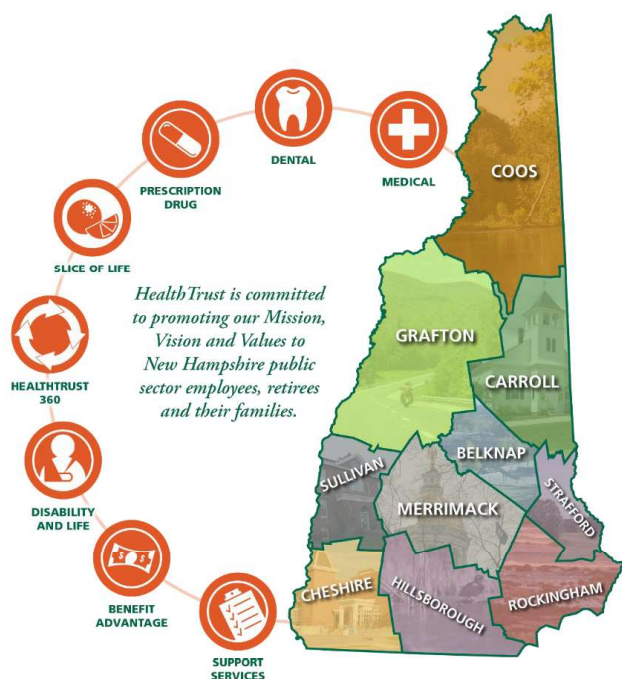 DENTAL
MEDICAL
PRESCRIPTION
DRUG
SLICE OF LIFE
HEALTHTRUST
360
DISABILITY
AND LIFE
BENEFIT
ADVANTAGE
SUPPORT
SERVICES
HealthTrust is committed
to promoting our Mission,
Vision and Values to
New Hampshire public
sector employees, retirees
and their families.
COOS
GRAFTON
CARROLL
BELKNAP
SULLIVAN
MERRIMACK
STRAFFORD
CHESHIRE
HILLSBOROUGH
ROCKINGHAM
$ $